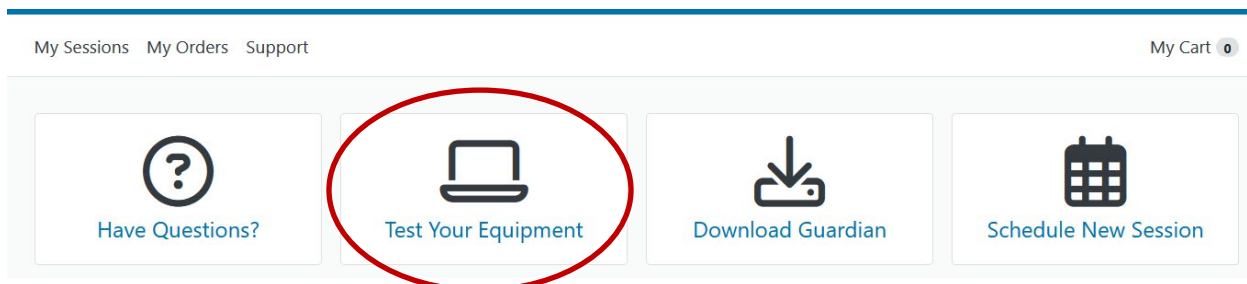 My Sessions My Orders Support My Cart 0
?
Have Questions? Test Your Equipment Download Guardian Schedule New Session